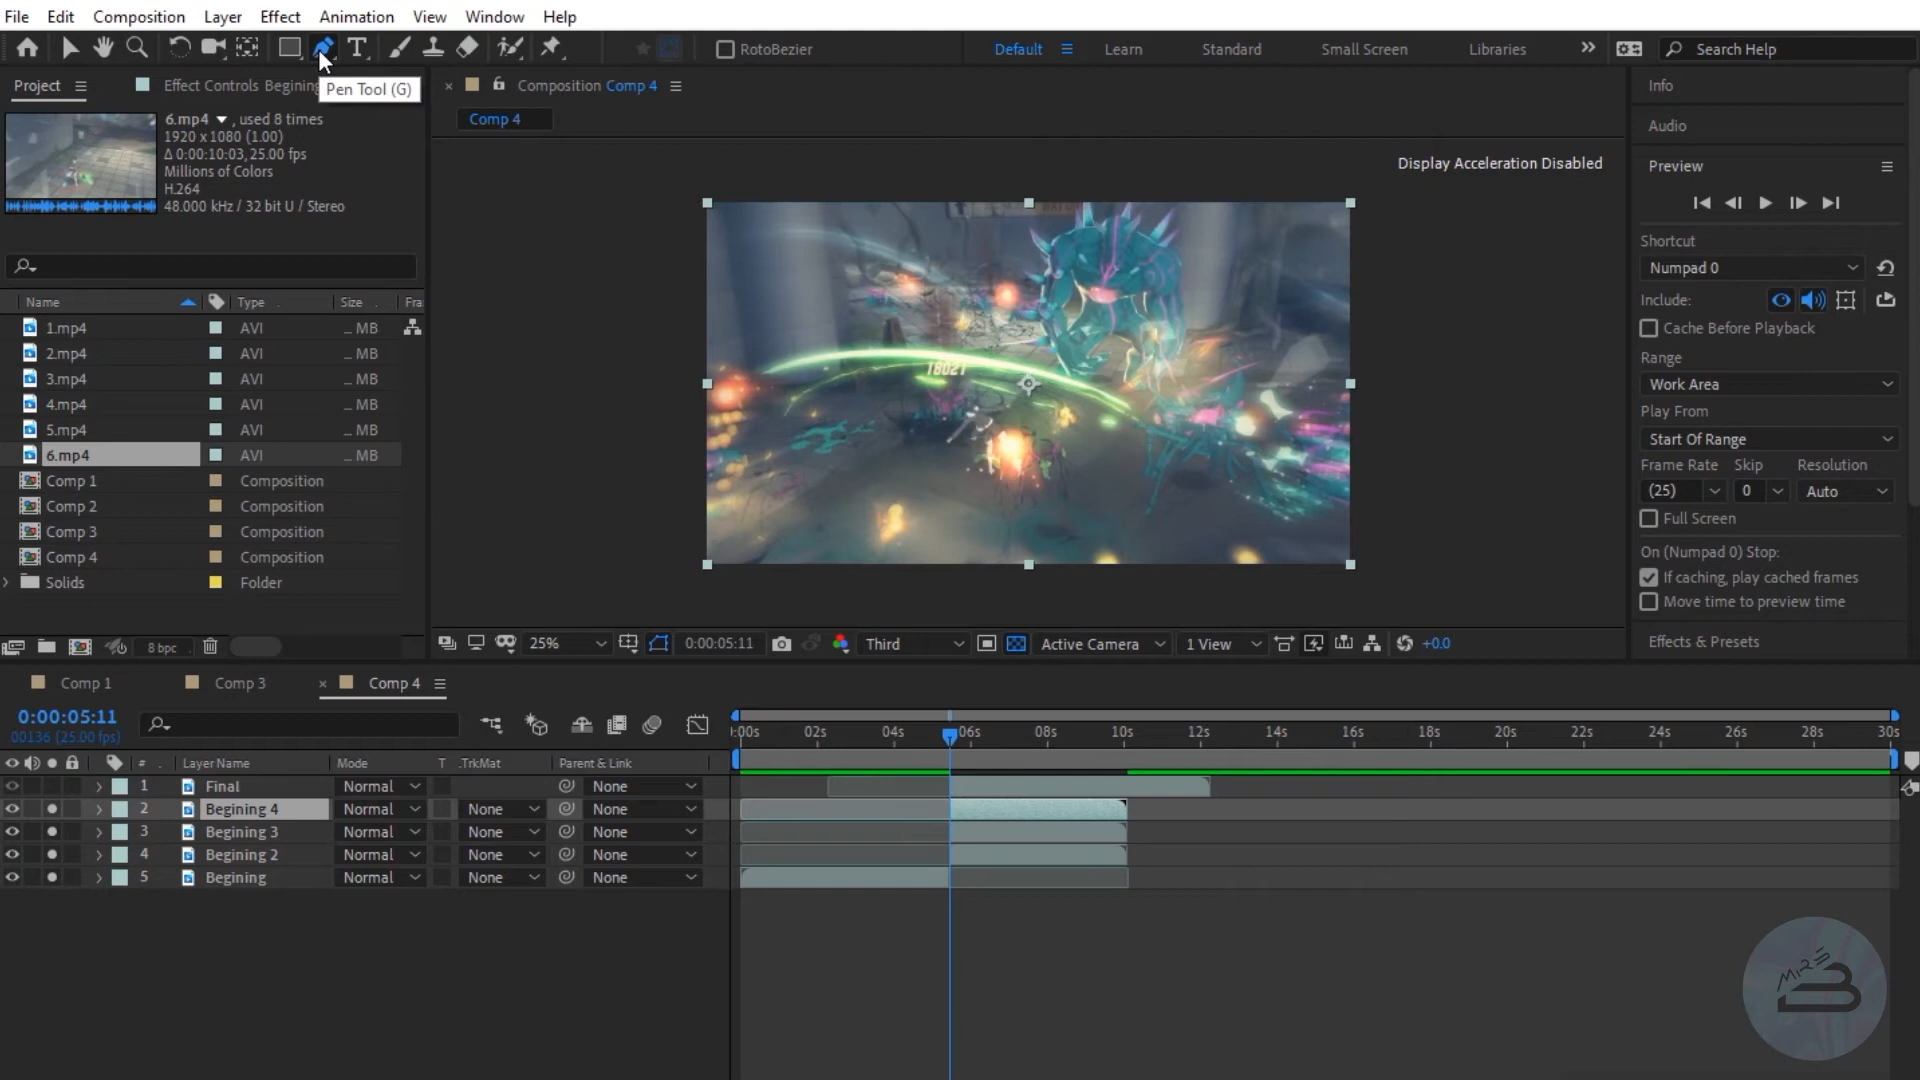 File Edit Composition Layer Effect Animation View Window Help
RotoBezier Default Learn Standard Small Screen Libraries Search Help
Pen Tool (G)
Project Effect Controls Begining Composition Comp 4
Comp 4
6.mp4 , used 8 times
1920 x 1080 (1.00)
Δ 0:00:10:03, 25.00 fps
Millions of Colors
H.264
48.000 kHz / 32 bit U / Stereo
Name Type Size Fra
1.mp4 AVI ... MB
2.mp4 AVI ... MB
3.mp4 AVI ... MB
4.mp4 AVI ... MB
5.mp4 AVI ... MB
6.mp4 AVI ... MB
Comp 1 Composition
Comp 2 Composition
Comp 3 Composition
Comp 4 Composition
Solids Folder
8 bpc
Display Acceleration Disabled
18021
25% 0:00:05:11 Third Active Camera 1 View +0.0
Info
Audio
Preview
Shortcut
Numpad 0
Include:
Cache Before Playback
Range
Work Area
Play From
Start Of Range
Frame Rate Skip Resolution
(25) 0 Auto
Full Screen
On (Numpad 0) Stop:
If caching, play cached frames
Move time to preview time
Effects & Presets
Comp 1 Comp 3 Comp 4
0:00:05:11
00136 (25.00 fps)
:00s 02s 04s 06s 08s 10s 12s 14s 16s 18s 20s 22s 24s 26s 28s 30s
# Layer Name Mode T .TrkMat Parent & Link
1 Final Normal None
2 Begining 4 Normal None None
3 Begining 3 Normal None None
4 Begining 2 Normal None None
5 Begining Normal None None